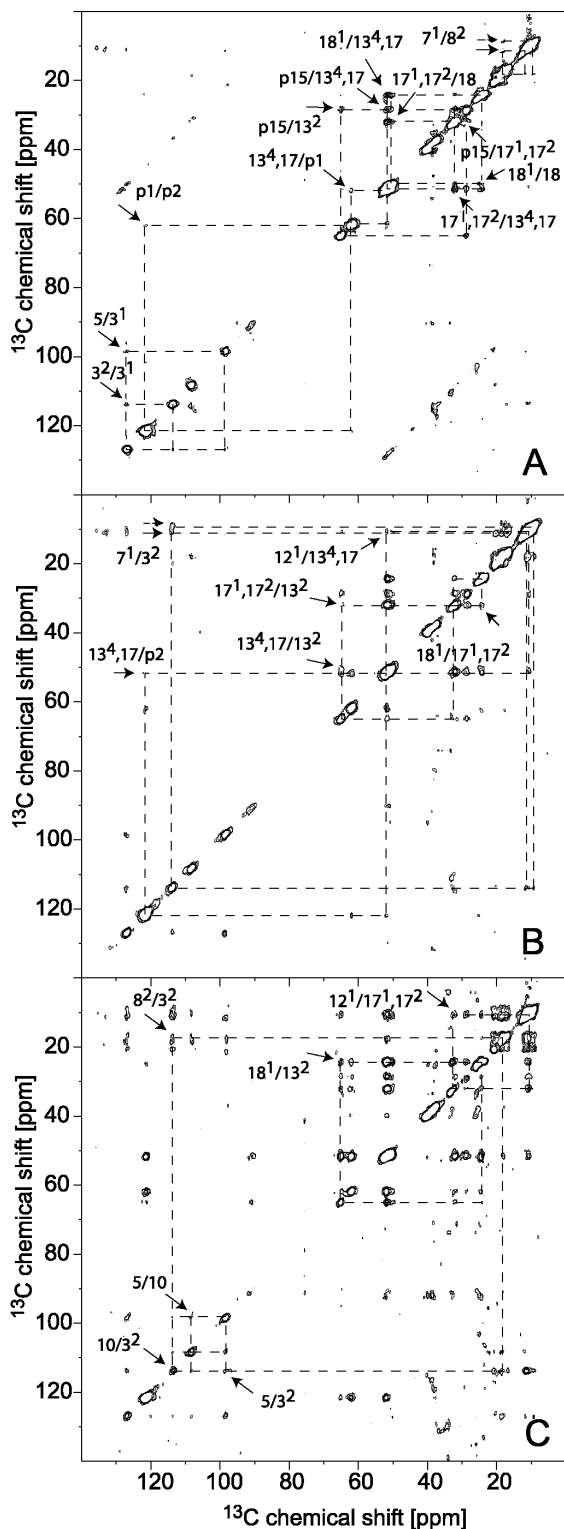 18¹/13⁴,17
7¹/8²
p15/13⁴,17
17¹,17²/18
p15/13²
p15/17¹,17²
13⁴,17/p1
18¹/18
p1/p2
17¹,17²/13⁴,17
5/3¹
3²/3¹
20
40
60
80
100
120
¹³C chemical shift [ppm]
A
7¹/3²
12¹/13⁴,17
17¹,17²/13²
13⁴,17/p2
13⁴,17/13²
18¹/17¹,17²
20
40
60
80
100
120
¹³C chemical shift [ppm]
B
8²/3²
12¹/17¹,17²
18¹/13²
5/10
10/3²
5/3²
20
40
60
80
100
120
¹³C chemical shift [ppm]
C
120 100 80 60 40 20
¹³C chemical shift [ppm]